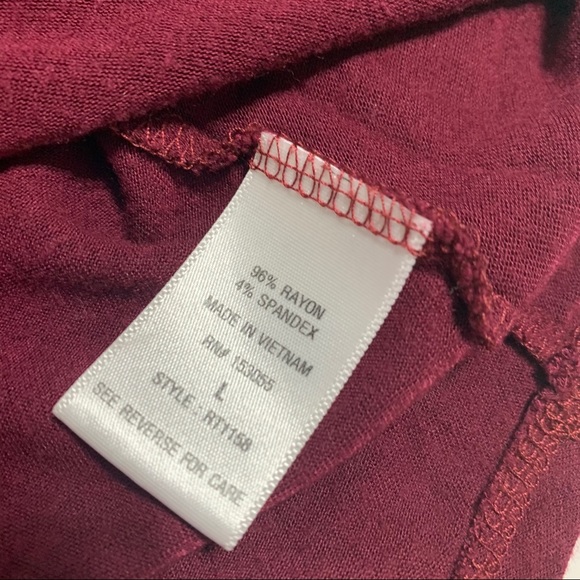 96% RAYON
4% SPANDEX
MADE IN VIETNAM
RN# 153055
L
STYLE : RT1158
SEE REVERSE FOR CARE